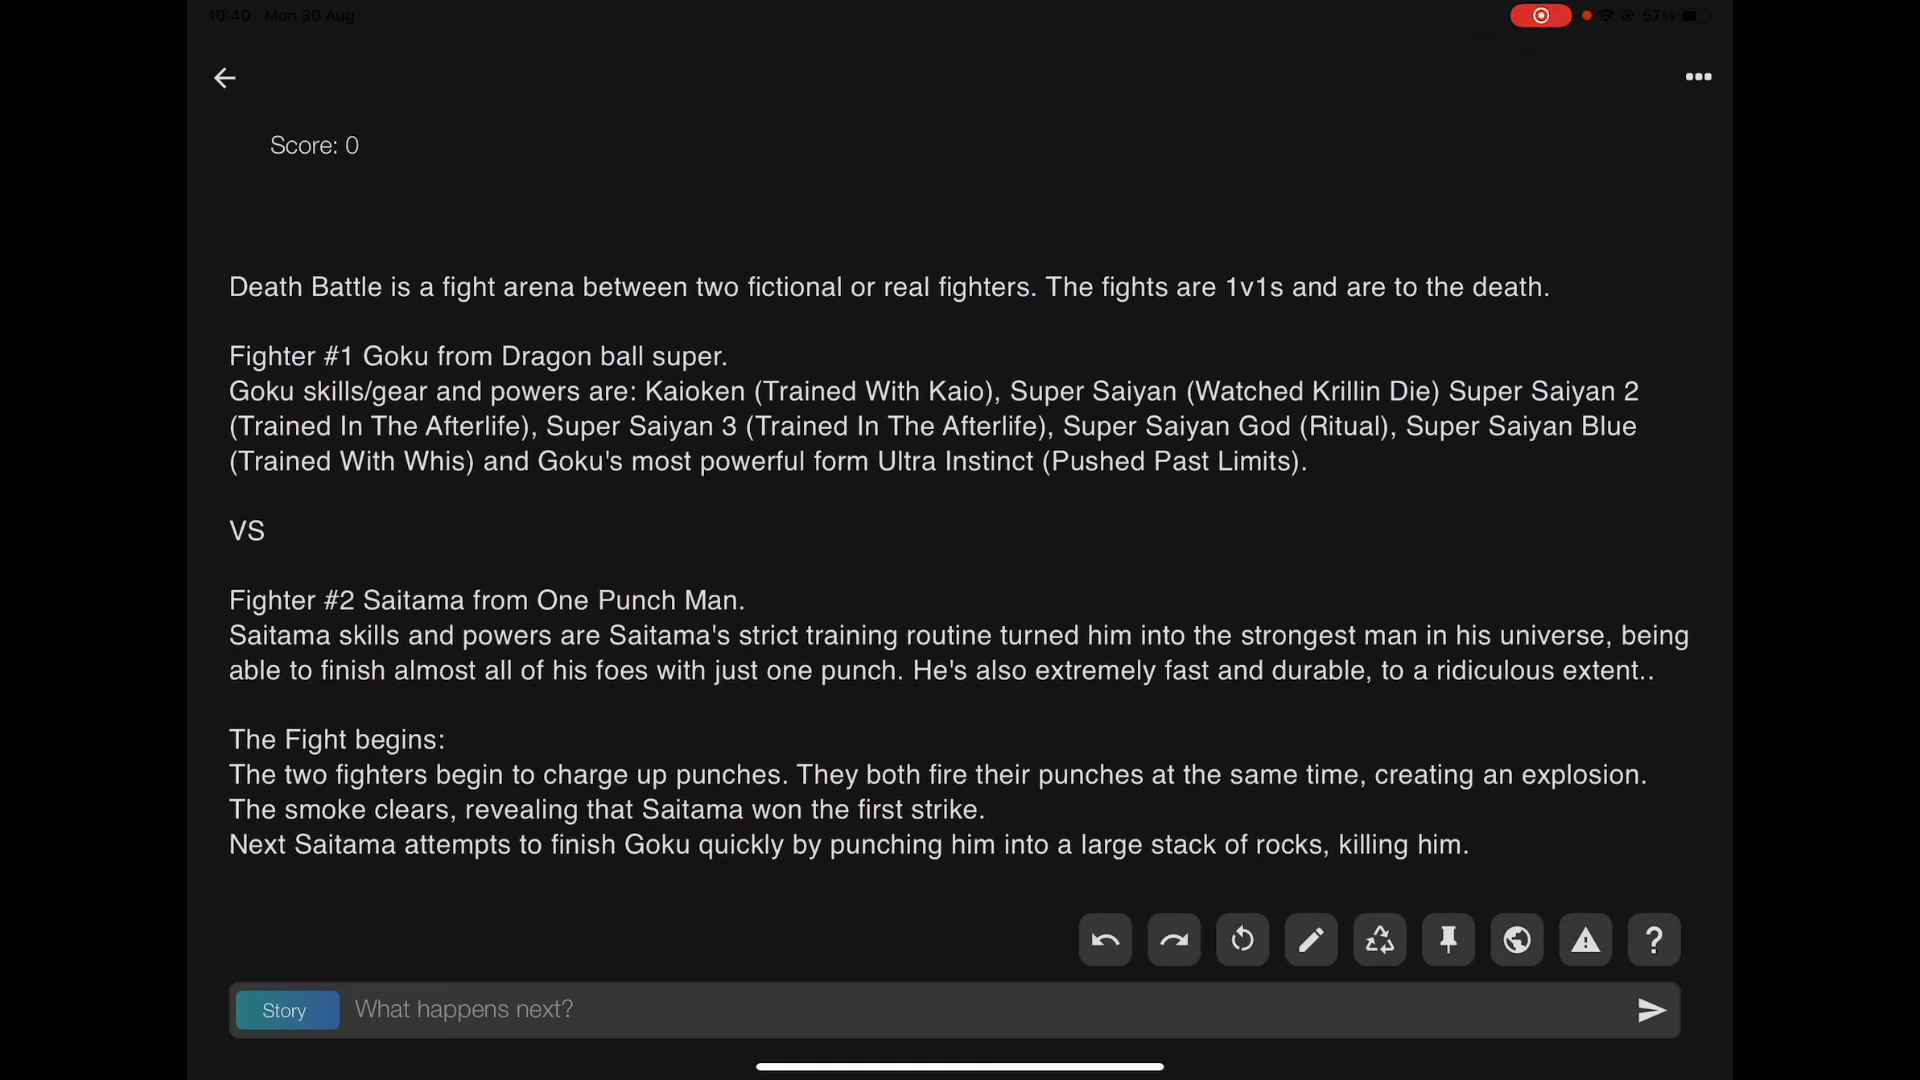 10:40 Mon 30 Aug
57%
Score: 0
Death Battle is a fight arena between two fictional or real fighters. The fights are 1v1s and are to the death.
Fighter #1 Goku from Dragon ball super.
Goku skills/gear and powers are: Kaioken (Trained With Kaio), Super Saiyan (Watched Krillin Die) Super Saiyan 2
(Trained In The Afterlife), Super Saiyan 3 (Trained In The Afterlife), Super Saiyan God (Ritual), Super Saiyan Blue
(Trained With Whis) and Goku's most powerful form Ultra Instinct (Pushed Past Limits).
VS
Fighter #2 Saitama from One Punch Man.
Saitama skills and powers are Saitama's strict training routine turned him into the strongest man in his universe, being
able to finish almost all of his foes with just one punch. He's also extremely fast and durable, to a ridiculous extent..
The Fight begins:
The two fighters begin to charge up punches. They both fire their punches at the same time, creating an explosion.
The smoke clears, revealing that Saitama won the first strike.
Next Saitama attempts to finish Goku quickly by punching him into a large stack of rocks, killing him.
?
Story What happens next?